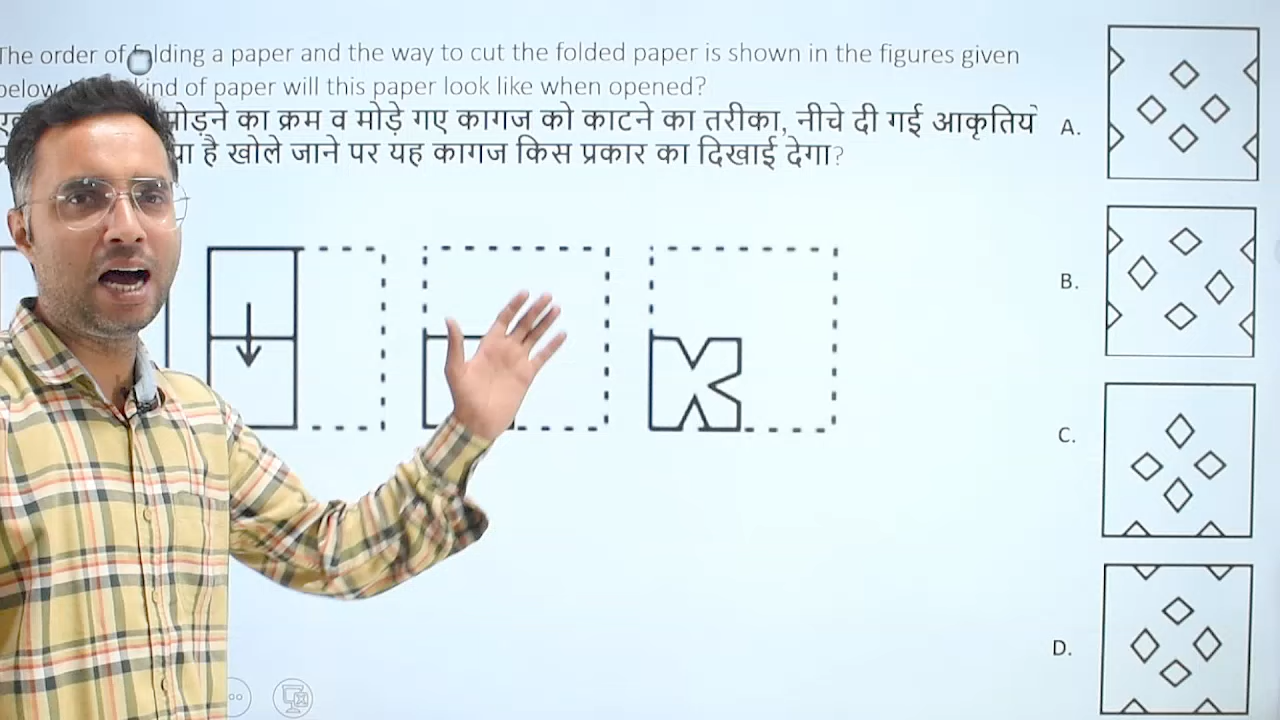 The order of folding a paper and the way to cut the folded paper is shown in the figures given
below. kind of paper will this paper look like when opened?
मोड़ने का क्रम व मोड़े गए कागज को काटने का तरीका, नीचे दी गई आकृतिय
है खोले जाने पर यह कागज किस प्रकार का दिखाई देगा?
A.
B.
C.
D.